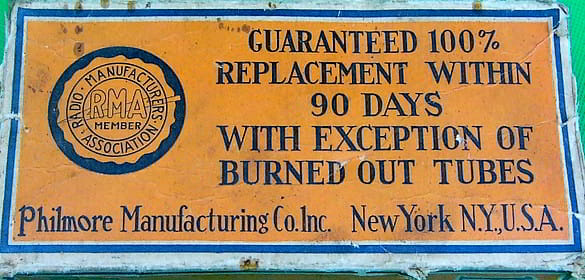 RADIO · MANUFACTURERS · ASSOCIATION
RMA
MEMBER
GUARANTEED 100%
REPLACEMENT WITHIN
90 DAYS
WITH EXCEPTION OF
BURNED OUT TUBES
Philmore Manufacturing Co. Inc. New York N.Y., U.S.A.